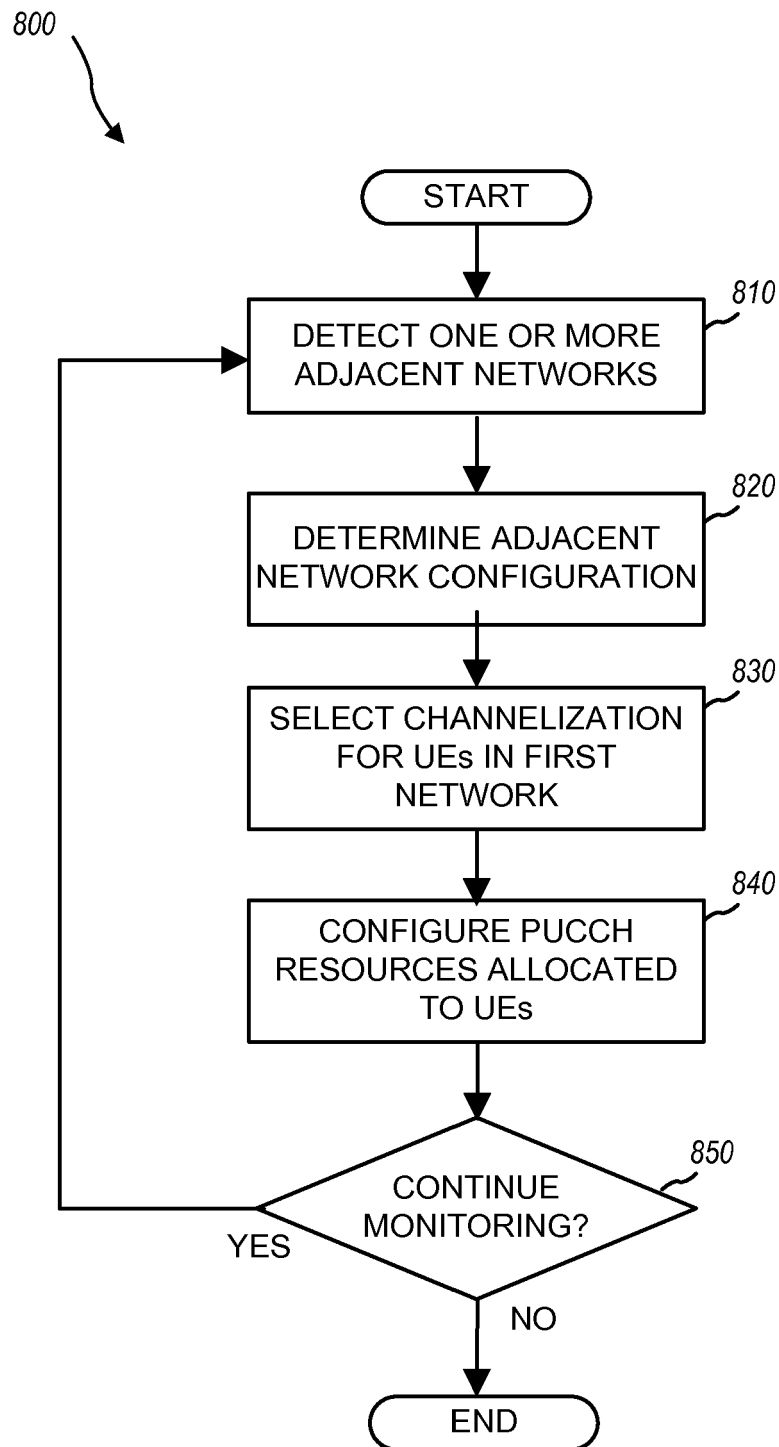 800
START
810
DETECT ONE OR MORE
ADJACENT NETWORKS
820
DETERMINE ADJACENT
NETWORK CONFIGURATION
830
SELECT CHANNELIZATION
FOR UEs IN FIRST
NETWORK
840
CONFIGURE PUCCH
RESOURCES ALLOCATED
TO UEs
850
CONTINUE
MONITORING?
YES
NO
END